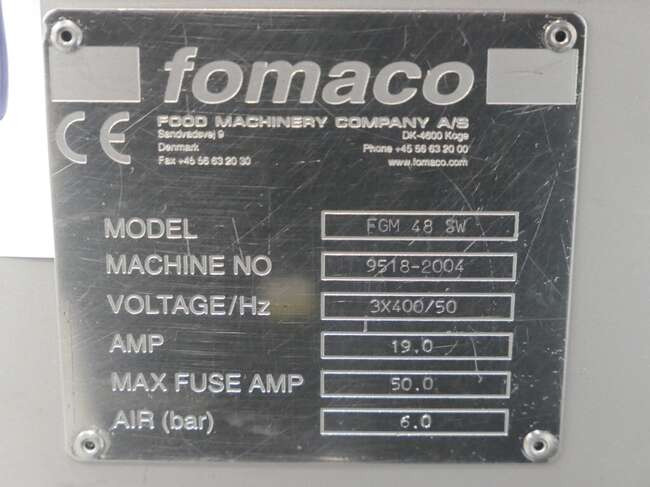 fomaco
FOOD MACHINERY COMPANY A/S
CE
Sandvadsvej 9
Denmark
Fax +45 56 63 20 30
DK-4600 Koge
Phone +45 56 63 20 00
www.fomaco.com
MODEL FGM 48 SW
MACHINE NO 9518-2004
VOLTAGE/Hz 3X400/50
AMP 19.0
MAX FUSE AMP 50.0
AIR (bar) 6.0